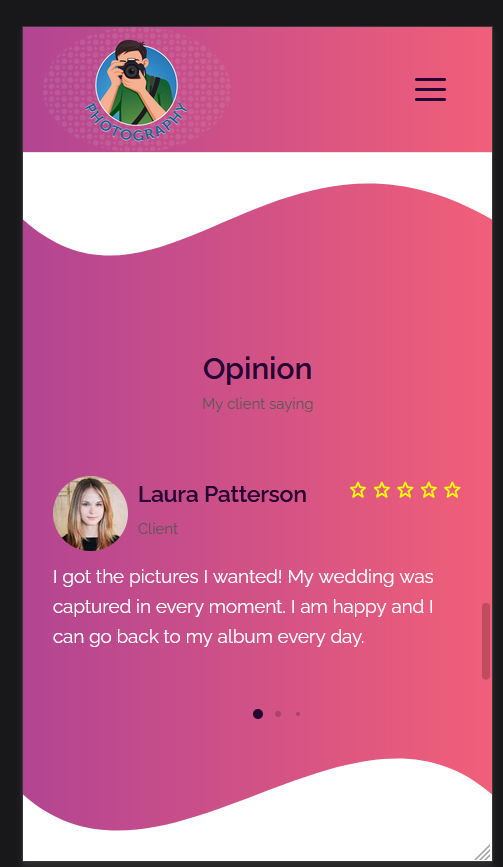 PHOTOGRAPHY
Opinion
My client saying
Laura Patterson
Client
I got the pictures I wanted! My wedding was
captured in every moment. I am happy and I
can go back to my album every day.